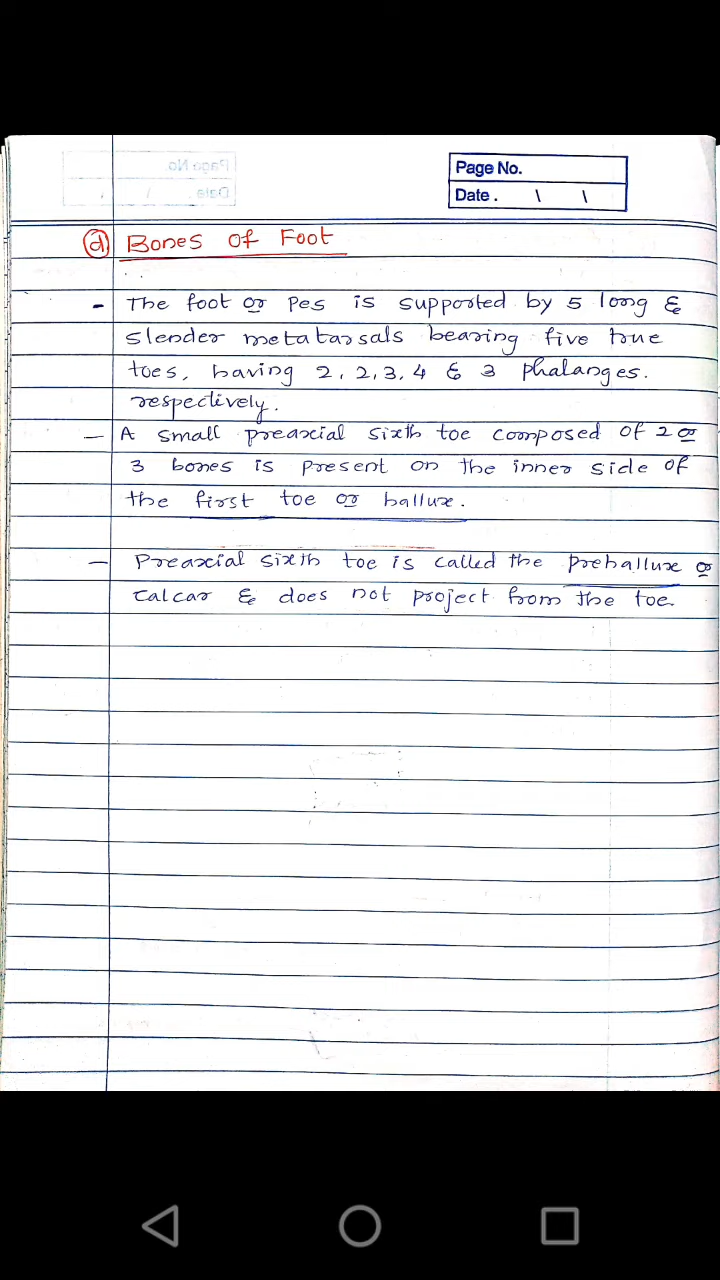 Page No.
Date . \ \
(d) Bones of Foot
- The foot or Pes is supported by 5 long &
slender metatarsals bearing five true
toes, having 2, 2, 3, 4 & 3 phalanges.
respectively.
- A small preaxial sixth toe composed of 2 or
3 bones is present on the inner side of
the first toe or hallux.
- Preaxial sixth toe is called the prehallux or
calcar & does not project from the toe.